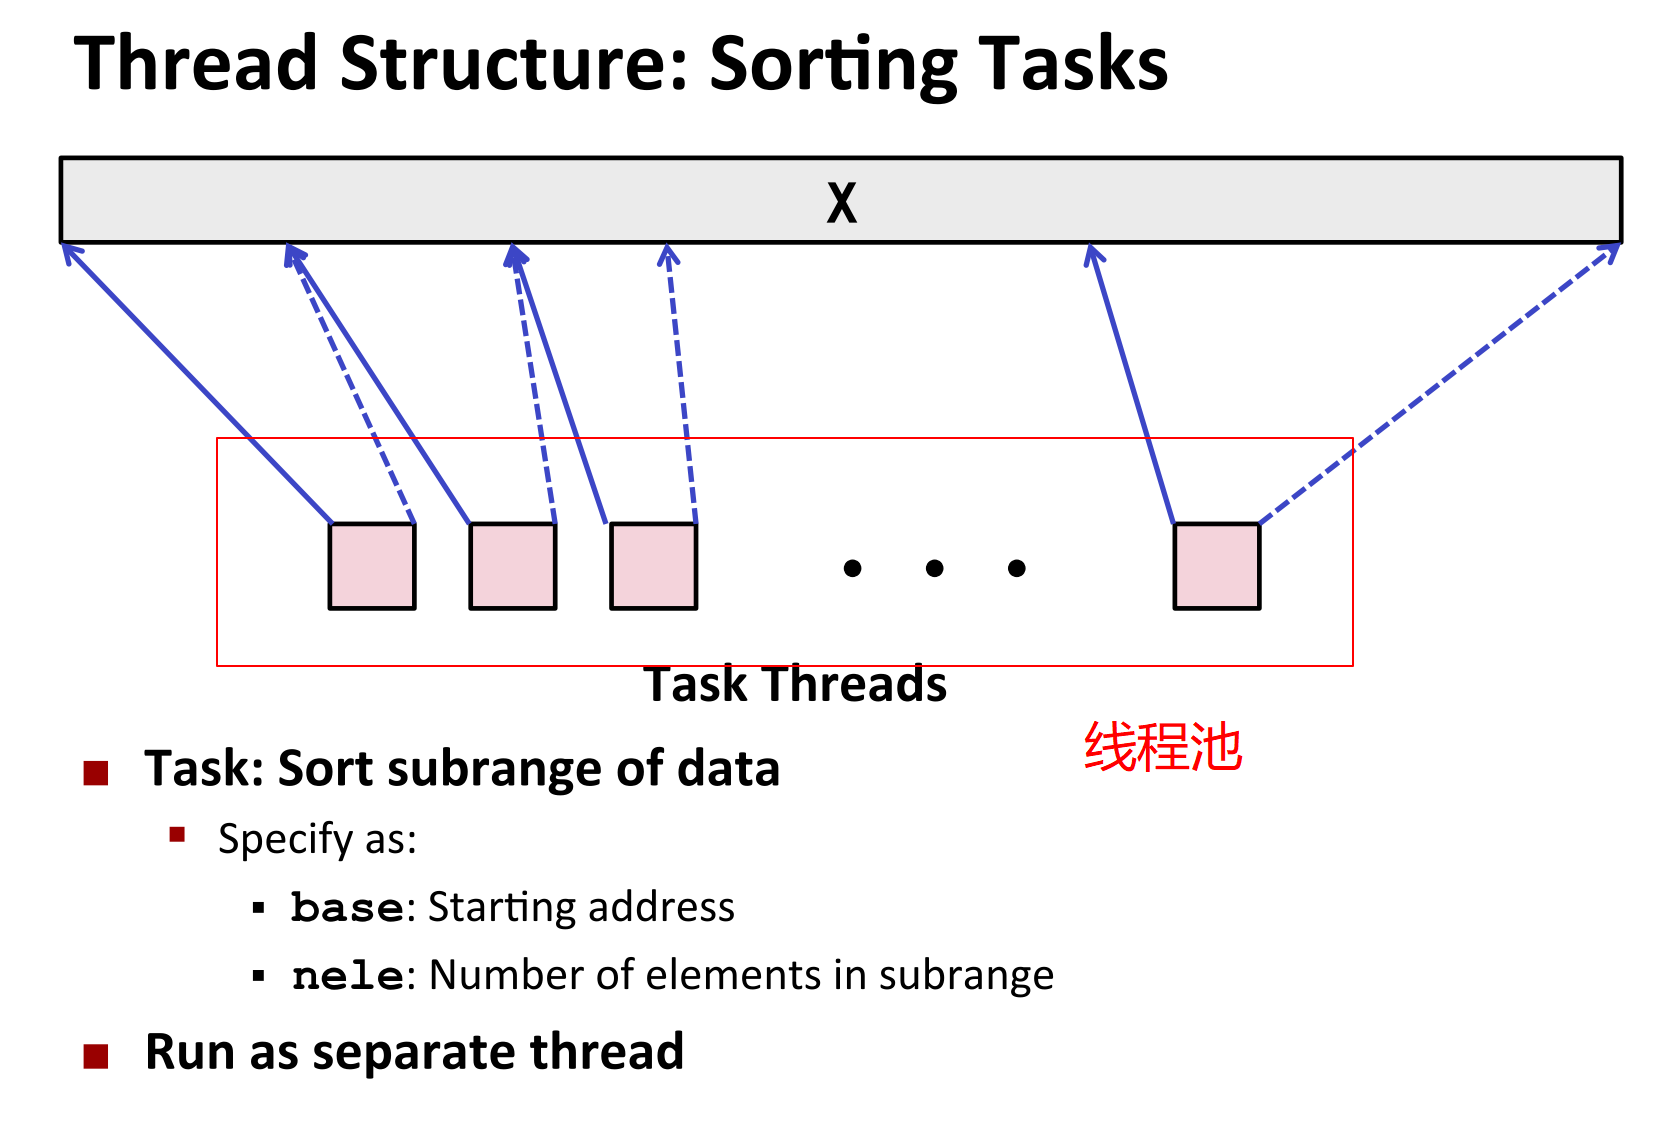 Thread Structure: Sorting Tasks
X
Task Threads
线程池
Task: Sort subrange of data
Specify as:
base: Starting address
nele: Number of elements in subrange
Run as separate thread